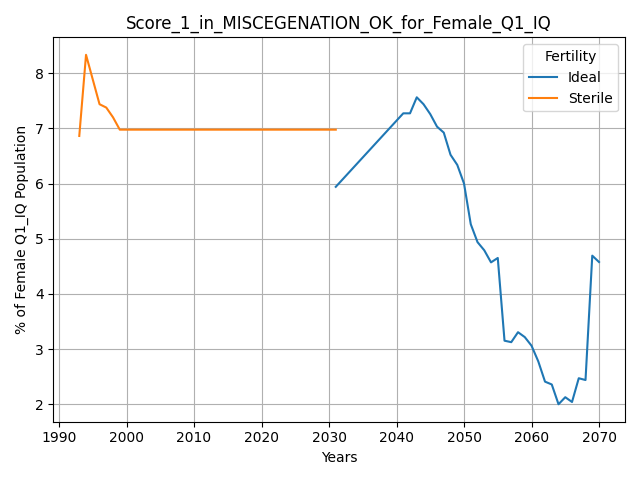 Score_1_in_MISCEGENATION_OK_for_Female_Q1_IQ
% of Female Q1_IQ Population
8
7
6
5
4
3
2
Fertility
Ideal
Sterile
1990 2000 2010 2020 2030 2040 2050 2060 2070
Years